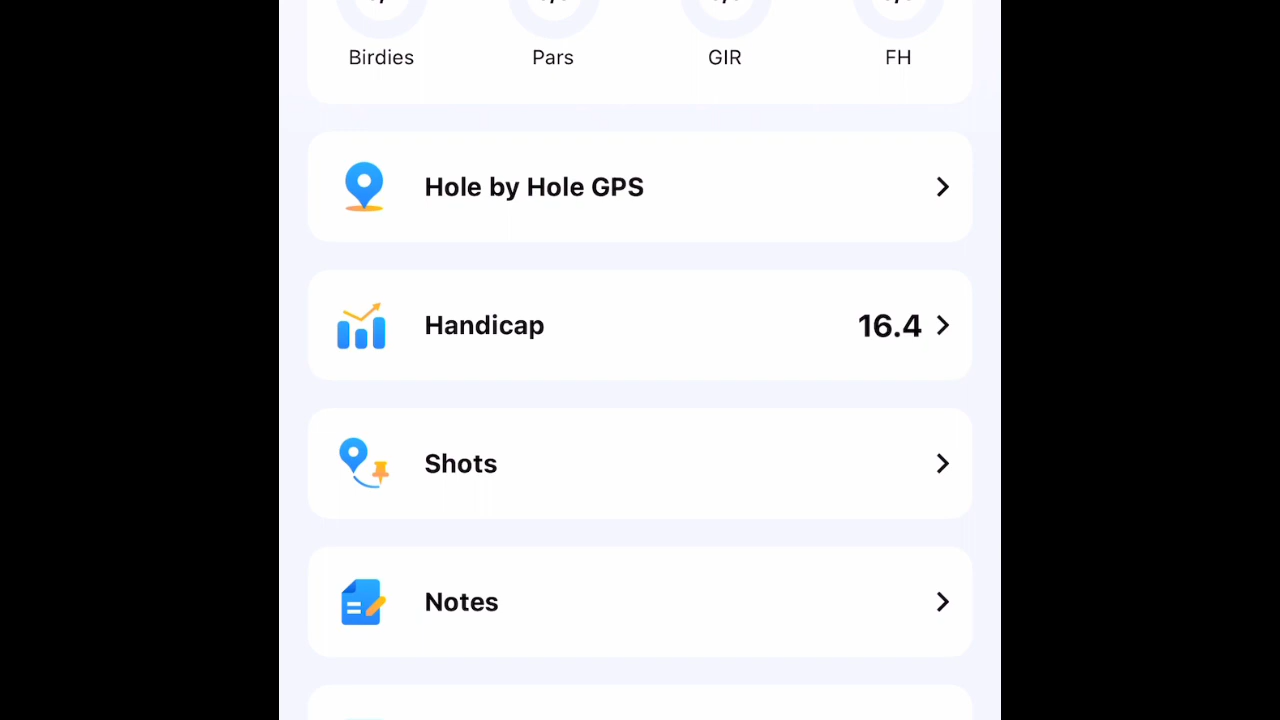 Birdies
Pars
GIR
FH
Hole by Hole GPS
Handicap
16.4
Shots
Notes